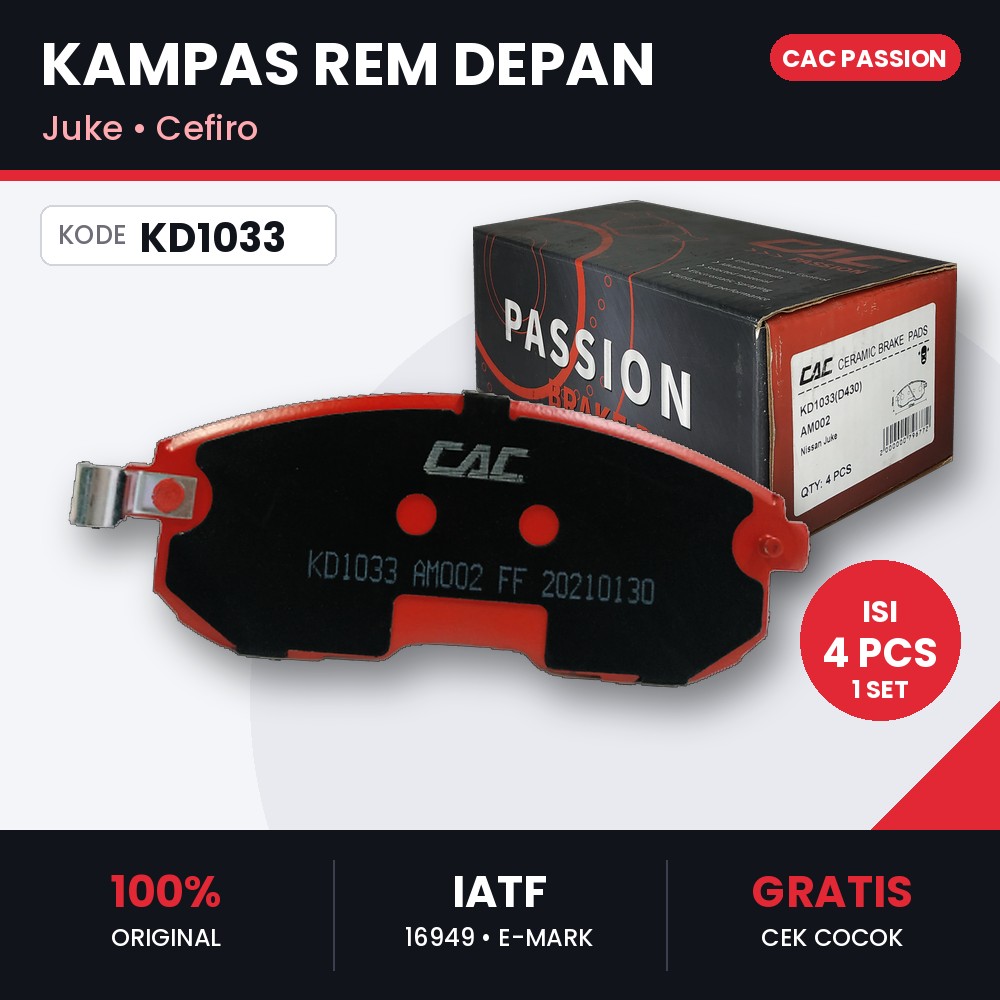 KAMPAS REM DEPAN
CAC PASSION
Juke • Cefiro
KODE KD1033
CAC
PASSION
PASSION
CAC CERAMIC BRAKE PADS
KD1033(D430)
AM002
Nissan Juke
QTY: 4 PCS
CAC
KD1033 AM002 FF 20210130
ISI
4 PCS
1 SET
100%
ORIGINAL
IATF
16949 • E-MARK
GRATIS
CEK COCOK